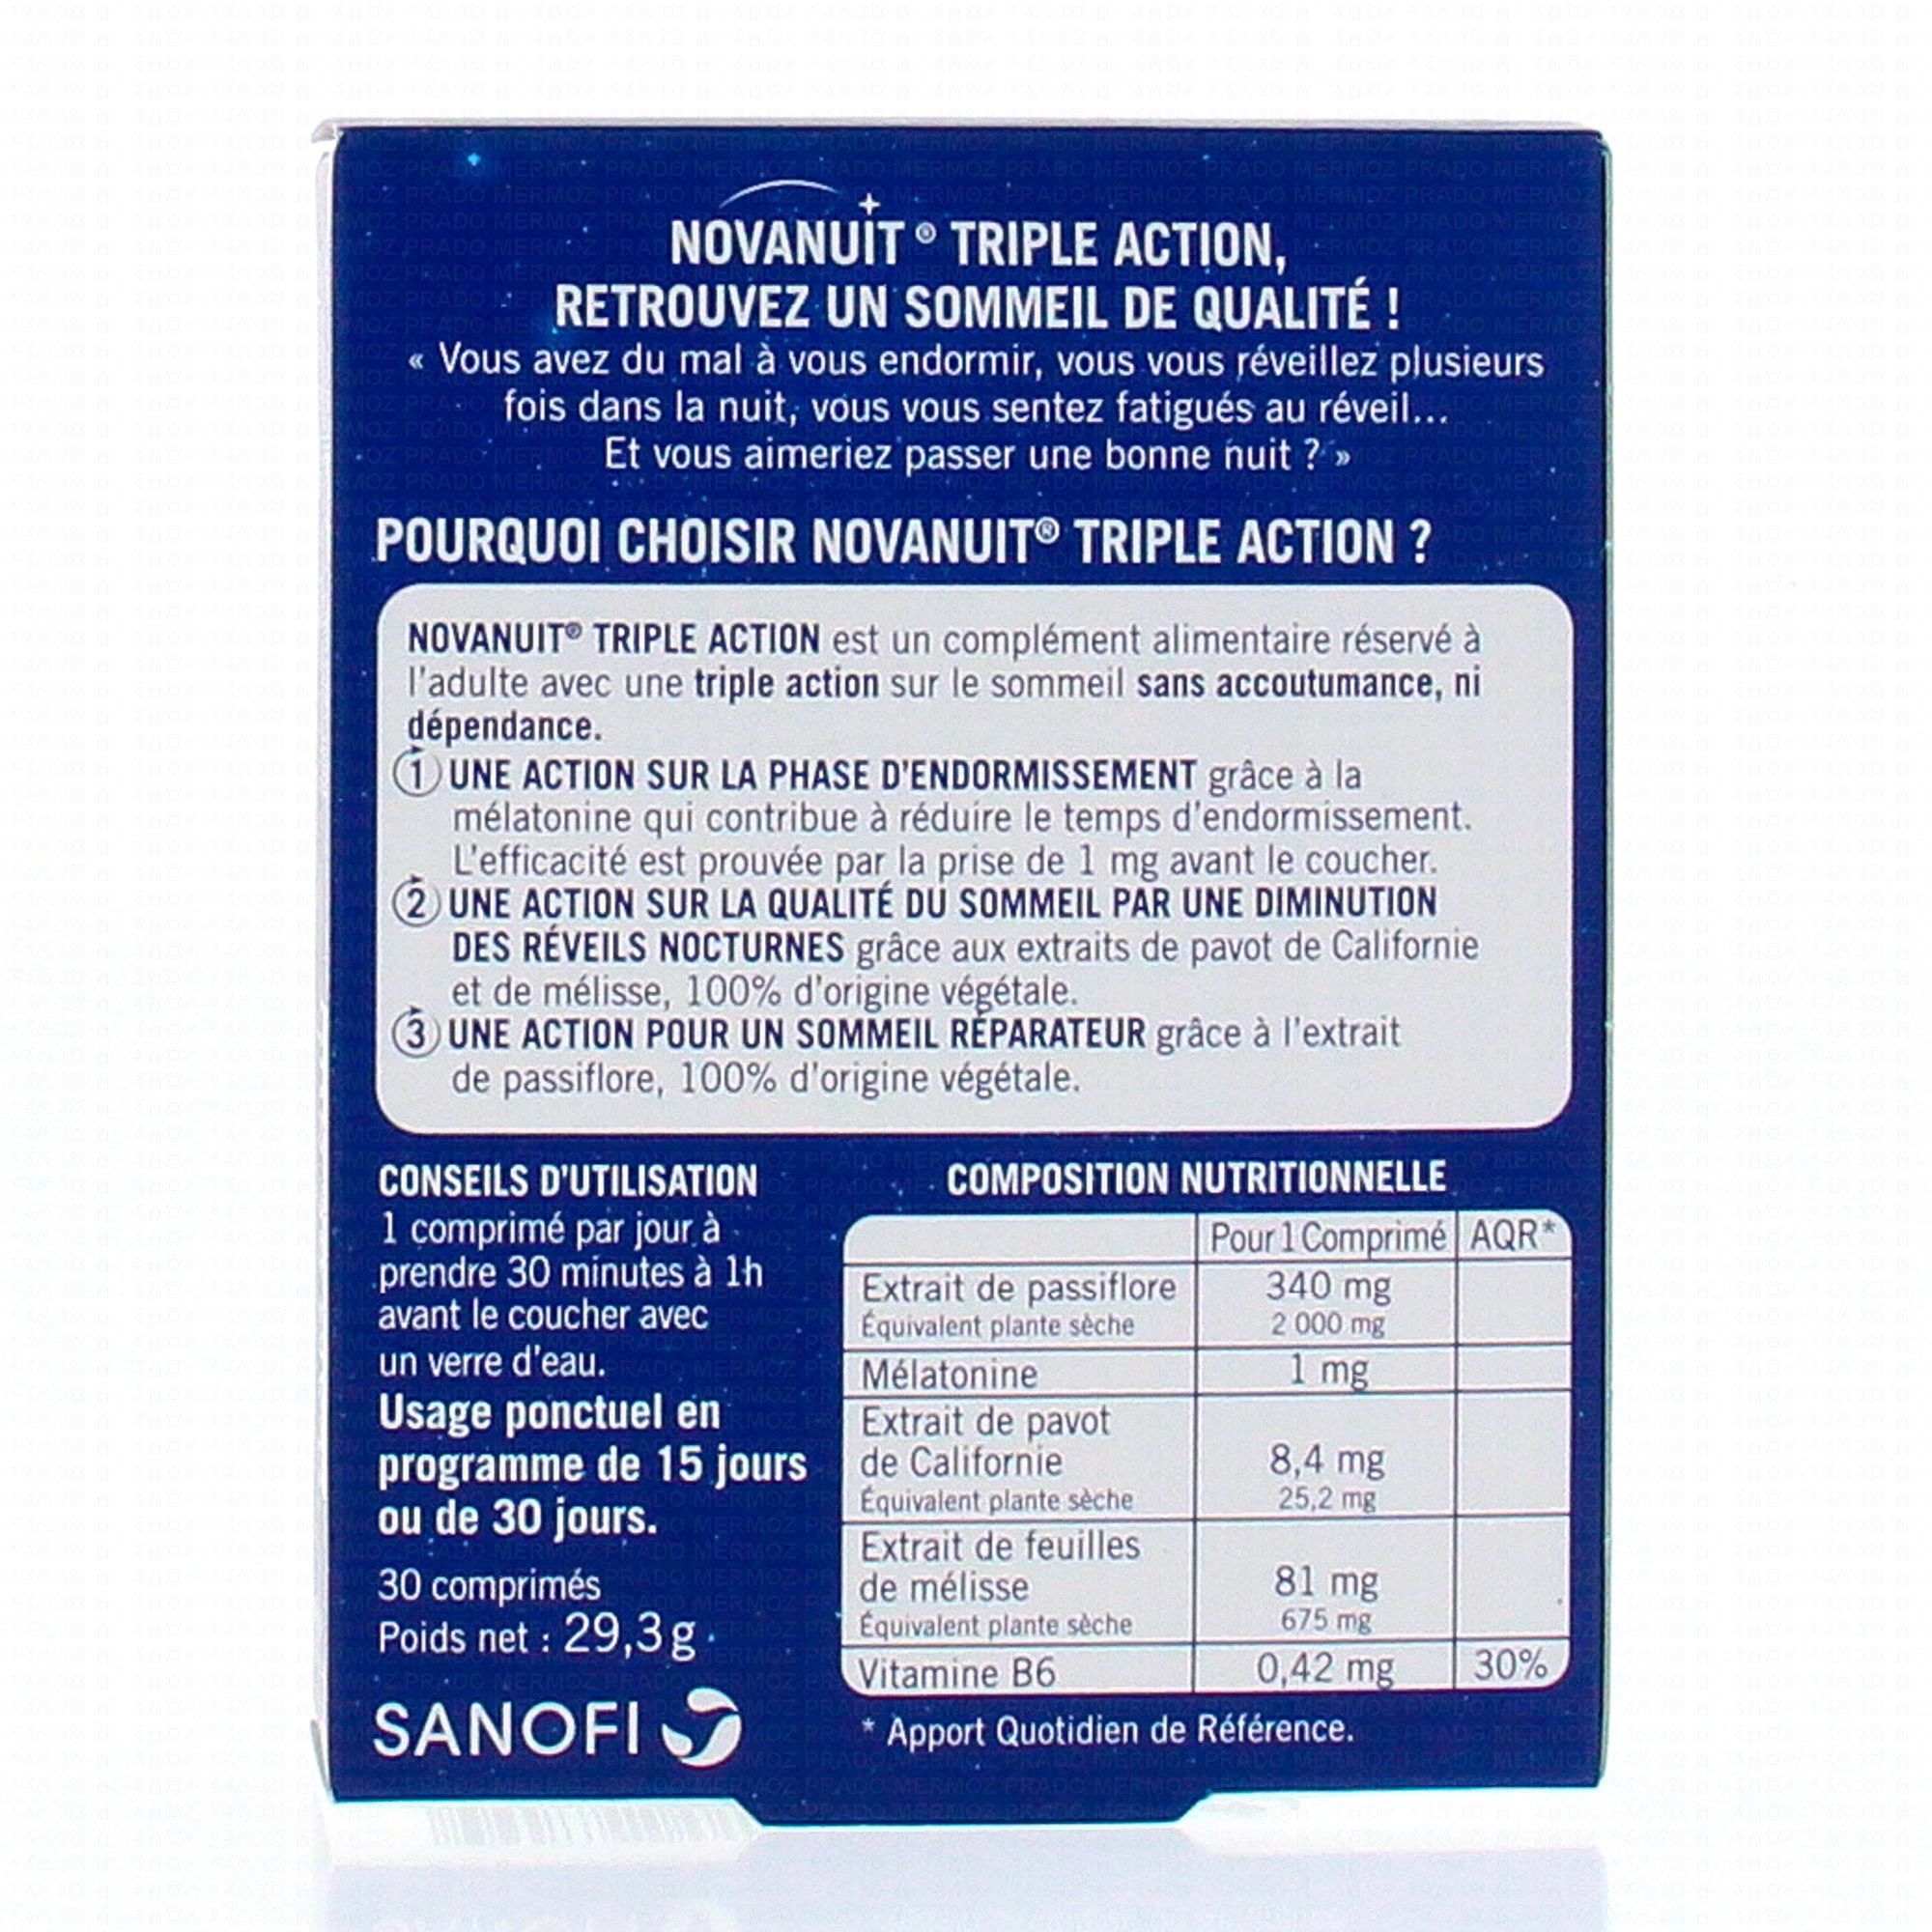 NOVANUIT® TRIPLE ACTION,
RETROUVEZ UN SOMMEIL DE QUALITÉ !
« Vous avez du mal à vous endormir, vous vous réveillez plusieurs
fois dans la nuit, vous vous sentez fatigués au réveil...
Et vous aimeriez passer une bonne nuit ? »
POURQUOI CHOISIR NOVANUIT® TRIPLE ACTION ?
NOVANUIT® TRIPLE ACTION est un complément alimentaire réservé à
l'adulte avec une triple action sur le sommeil sans accoutumance, ni
dépendance.
1 UNE ACTION SUR LA PHASE D'ENDORMISSEMENT grâce à la
mélatonine qui contribue à réduire le temps d'endormissement.
L'efficacité est prouvée par la prise de 1 mg avant le coucher.
2 UNE ACTION SUR LA QUALITÉ DU SOMMEIL PAR UNE DIMINUTION
DES RÉVEILS NOCTURNES grâce aux extraits de pavot de Californie
et de mélisse, 100% d'origine végétale.
3 UNE ACTION POUR UN SOMMEIL RÉPARATEUR grâce à l'extrait
de passiflore, 100% d'origine végétale.
CONSEILS D'UTILISATION
1 comprimé par jour à
prendre 30 minutes à 1h
avant le coucher avec
un verre d'eau.
Usage ponctuel en
programme de 15 jours
ou de 30 jours.
30 comprimés
Poids net : 29,3 g
SANOFI
COMPOSITION NUTRITIONNELLE
Pour 1 Comprimé AQR*
Extrait de passiflore 340 mg
Équivalent plante sèche 2 000 mg
Mélatonine 1 mg
Extrait de pavot
de Californie 8,4 mg
Équivalent plante sèche 25,2 mg
Extrait de feuilles
de mélisse 81 mg
Équivalent plante sèche 675 mg
Vitamine B6 0,42 mg 30%
* Apport Quotidien de Référence.